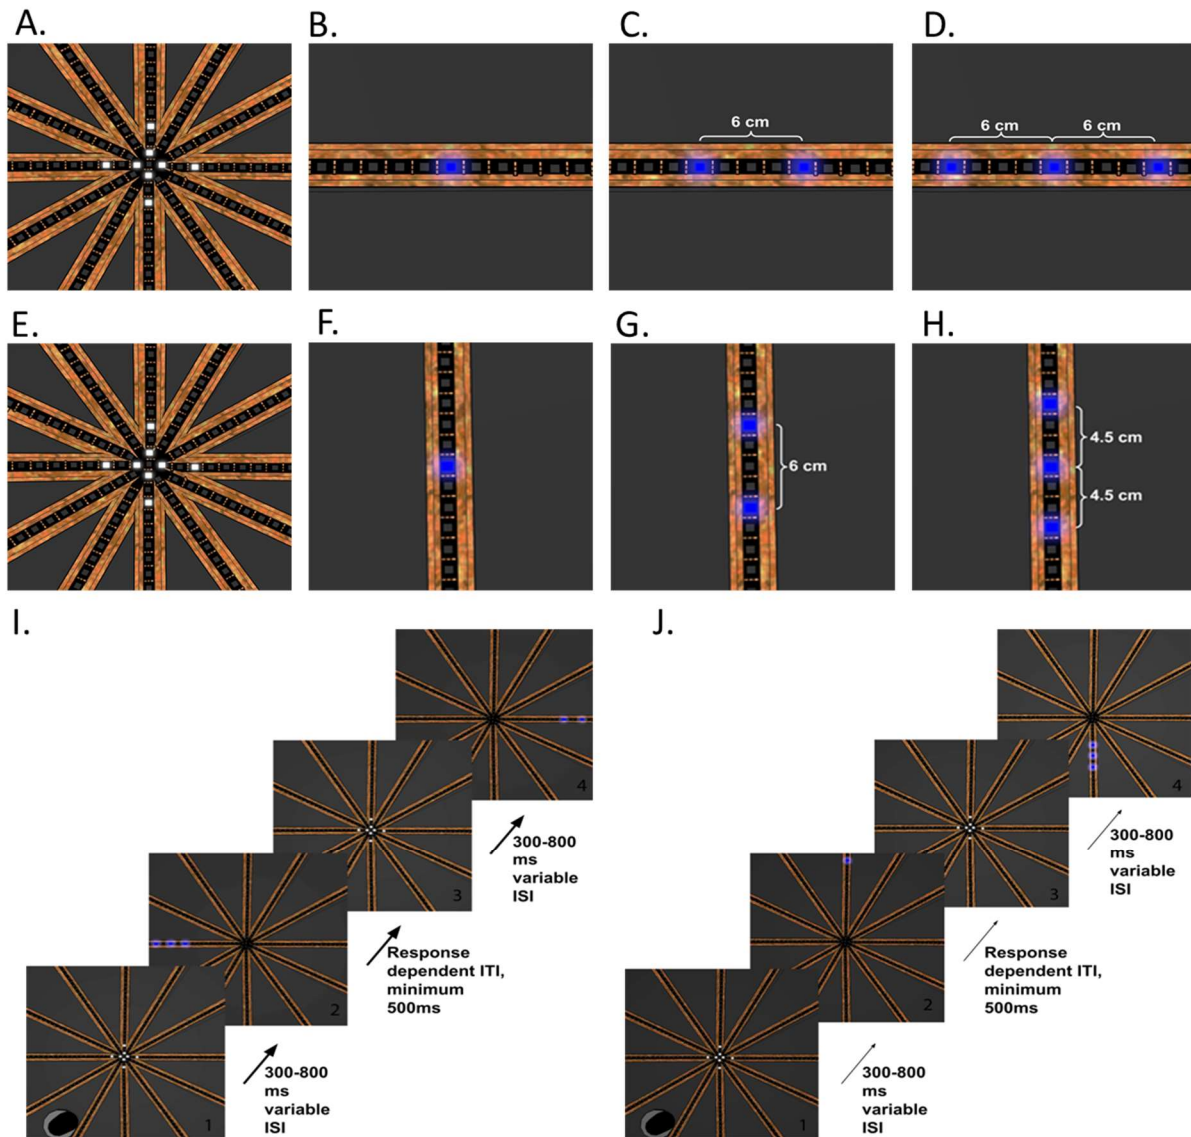 A.
B.
C.
D.
6 cm
6 cm
6 cm
E.
F.
G.
H.
6 cm
4.5 cm
4.5 cm
I.
4
300-800
ms
variable
ISI
3
Response
dependent ITI,
minimum
500ms
2
300-800
ms
variable
ISI
1
J.
4
300-800
ms
variable
ISI
3
Response
dependent ITI,
minimum
500ms
2
300-800
ms
variable
ISI
1